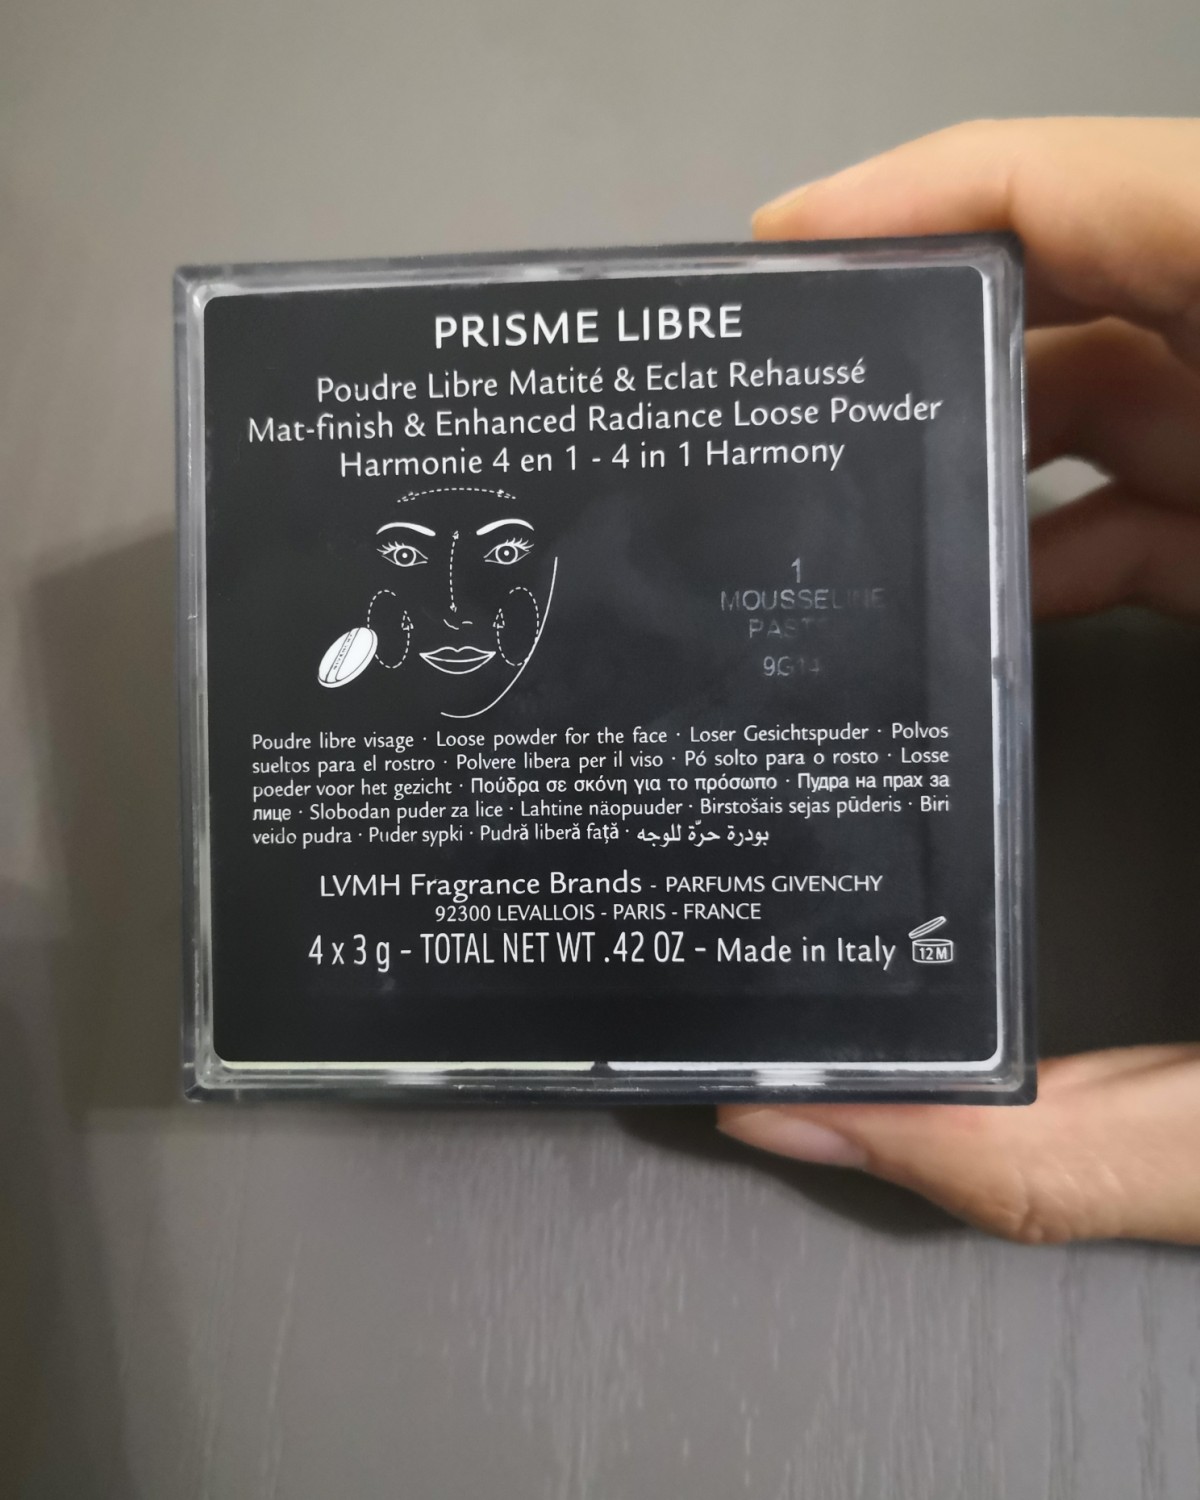 PRISME LIBRE
Poudre Libre Matité & Eclat Rehaussé
Mat-finish & Enhanced Radiance Loose Powder
Harmonie 4 en 1 - 4 in 1 Harmony
1
MOUSSELINE
Poudre libre visage · Loose powder for the face · Loser Gesichtspuder · Polvos
sueltos para el rostro · Polvere libera per il viso · Pó solto para o rosto · Losse
poeder voor het gezicht · Πούδρα σε σκόνη για το πρόσωπο · Пудра на прах за
лице · Slobodan puder za lice · Lahtine näopuuder · Birstošais sejas pūderis · Biri
veido pudra · Puder sypki · Pudră liberă față · بودرة حرّة للوجه
LVMH Fragrance Brands - PARFUMS GIVENCHY
92300 LEVALLOIS - PARIS - FRANCE
4 x 3 g - TOTAL NET WT .42 OZ - Made in Italy 12 M